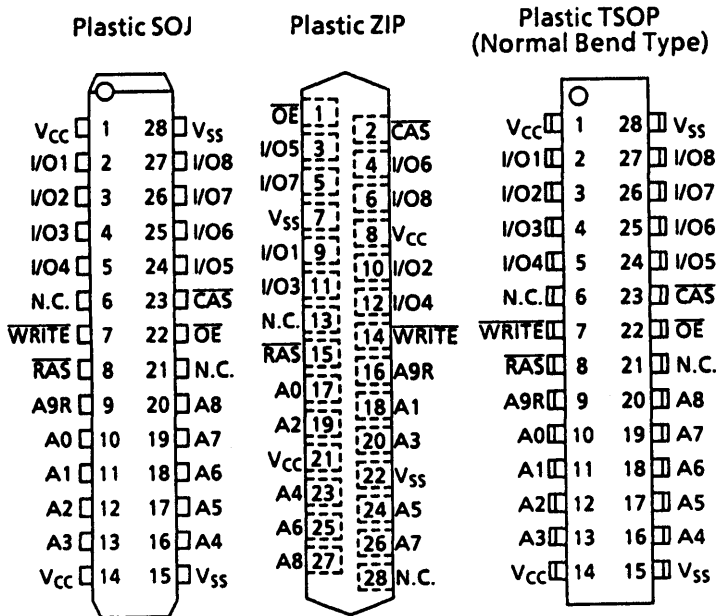 Plastic SOJ
VCC 1 28 VSS
I/O1 2 27 I/O8
I/O2 3 26 I/O7
I/O3 4 25 I/O6
I/O4 5 24 I/O5
N.C. 6 23 CAS
WRITE 7 22 OE
RAS 8 21 N.C.
A9R 9 20 A8
A0 10 19 A7
A1 11 18 A6
A2 12 17 A5
A3 13 16 A4
VCC 14 15 VSS
Plastic ZIP
OE 1
2 CAS
I/O5 3
4 I/O6
I/O7 5
6 I/O8
VSS 7
8 VCC
I/O1 9
10 I/O2
I/O3 11
12 I/O4
N.C. 13
14 WRITE
RAS 15
16 A9R
A0 17
18 A1
A2 19
20 A3
VCC 21
22 VSS
A4 23
24 A5
A6 25
26 A7
A8 27
28 N.C.
Plastic TSOP
(Normal Bend Type)
VCC 1 28 VSS
I/O1 2 27 I/O8
I/O2 3 26 I/O7
I/O3 4 25 I/O6
I/O4 5 24 I/O5
N.C. 6 23 CAS
WRITE 7 22 OE
RAS 8 21 N.C.
A9R 9 20 A8
A0 10 19 A7
A1 11 18 A6
A2 12 17 A5
A3 13 16 A4
VCC 14 15 VSS